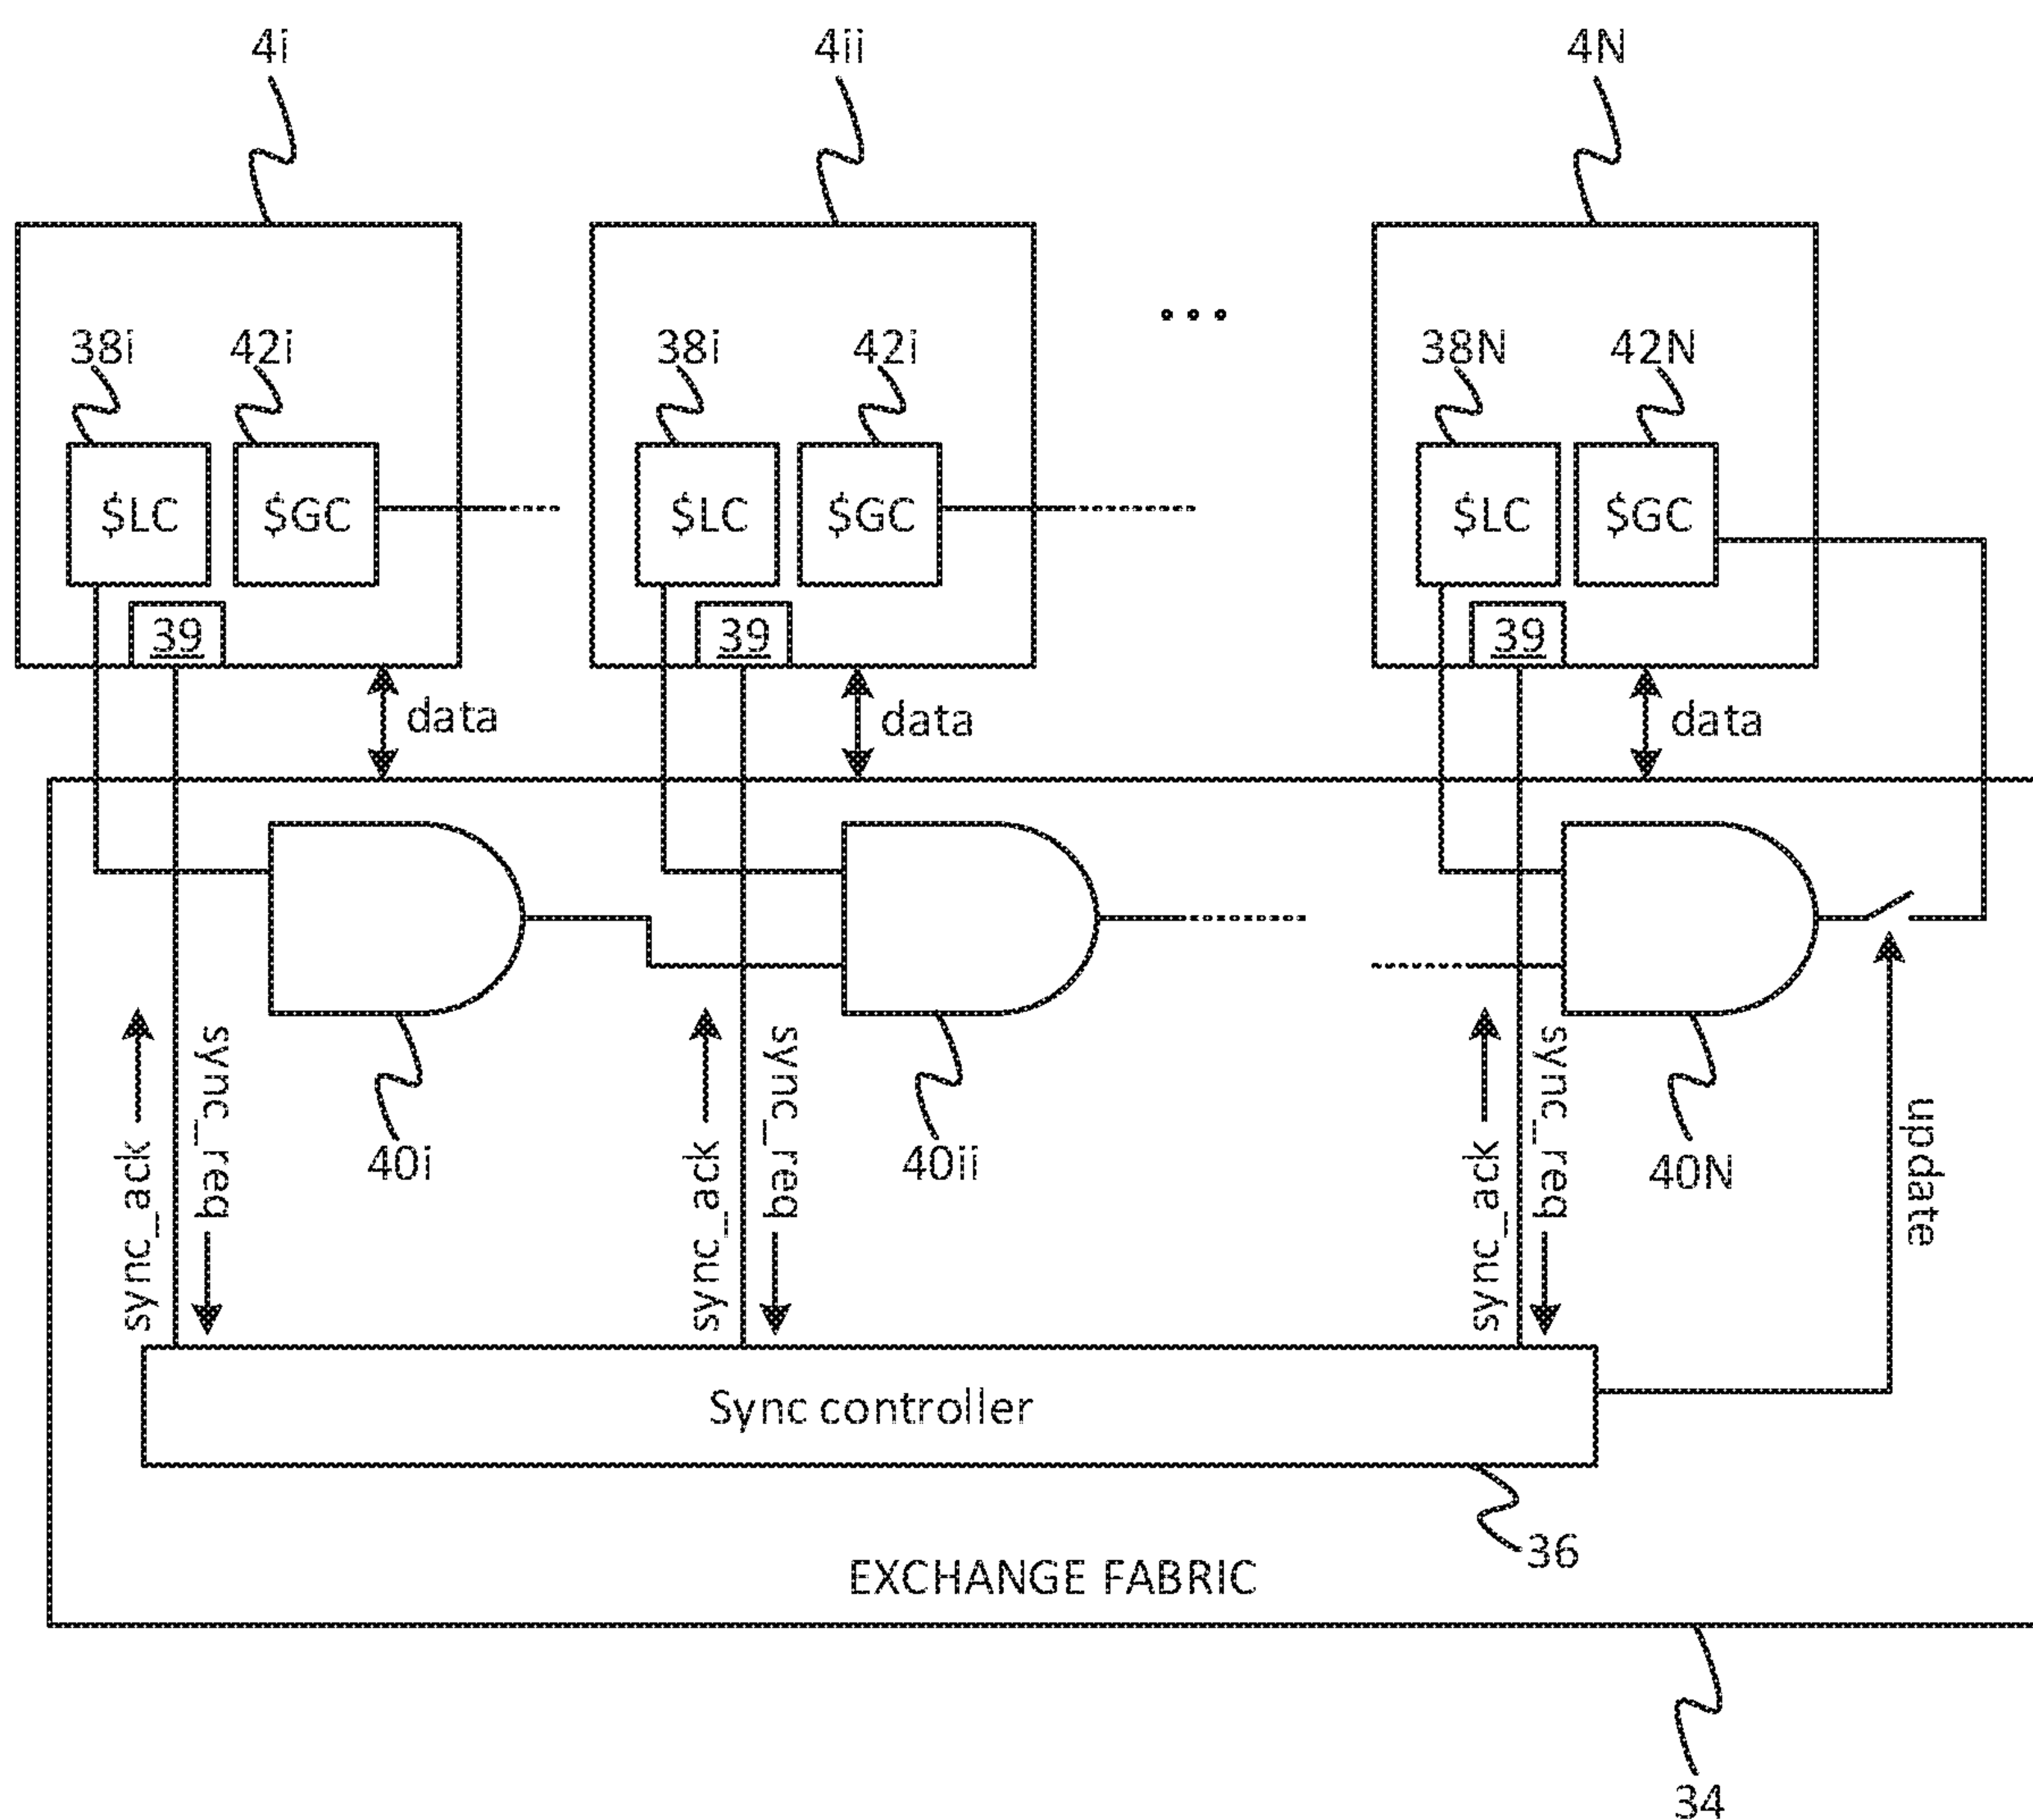 4i 4ii 4N
38i 42i 38i 42i 38N 42N
$LC $GC $LC $GC $LC $GC
39 39 39
data data data
sync_ack sync_req sync_ack sync_req sync_ack sync_req update
40i 40ii 40N
Sync controller
36
EXCHANGE FABRIC
34